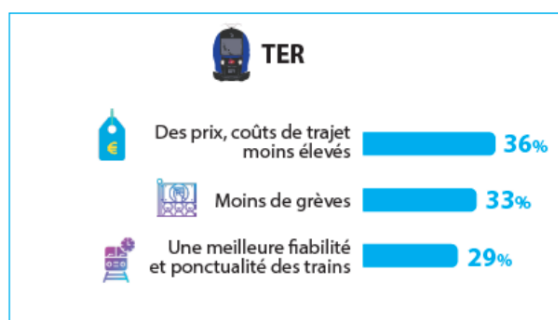 TER
Des prix, coûts de trajet
moins élevés
36%
Moins de grèves
33%
Une meilleure fiabilité
et ponctualité des trains
29%
€